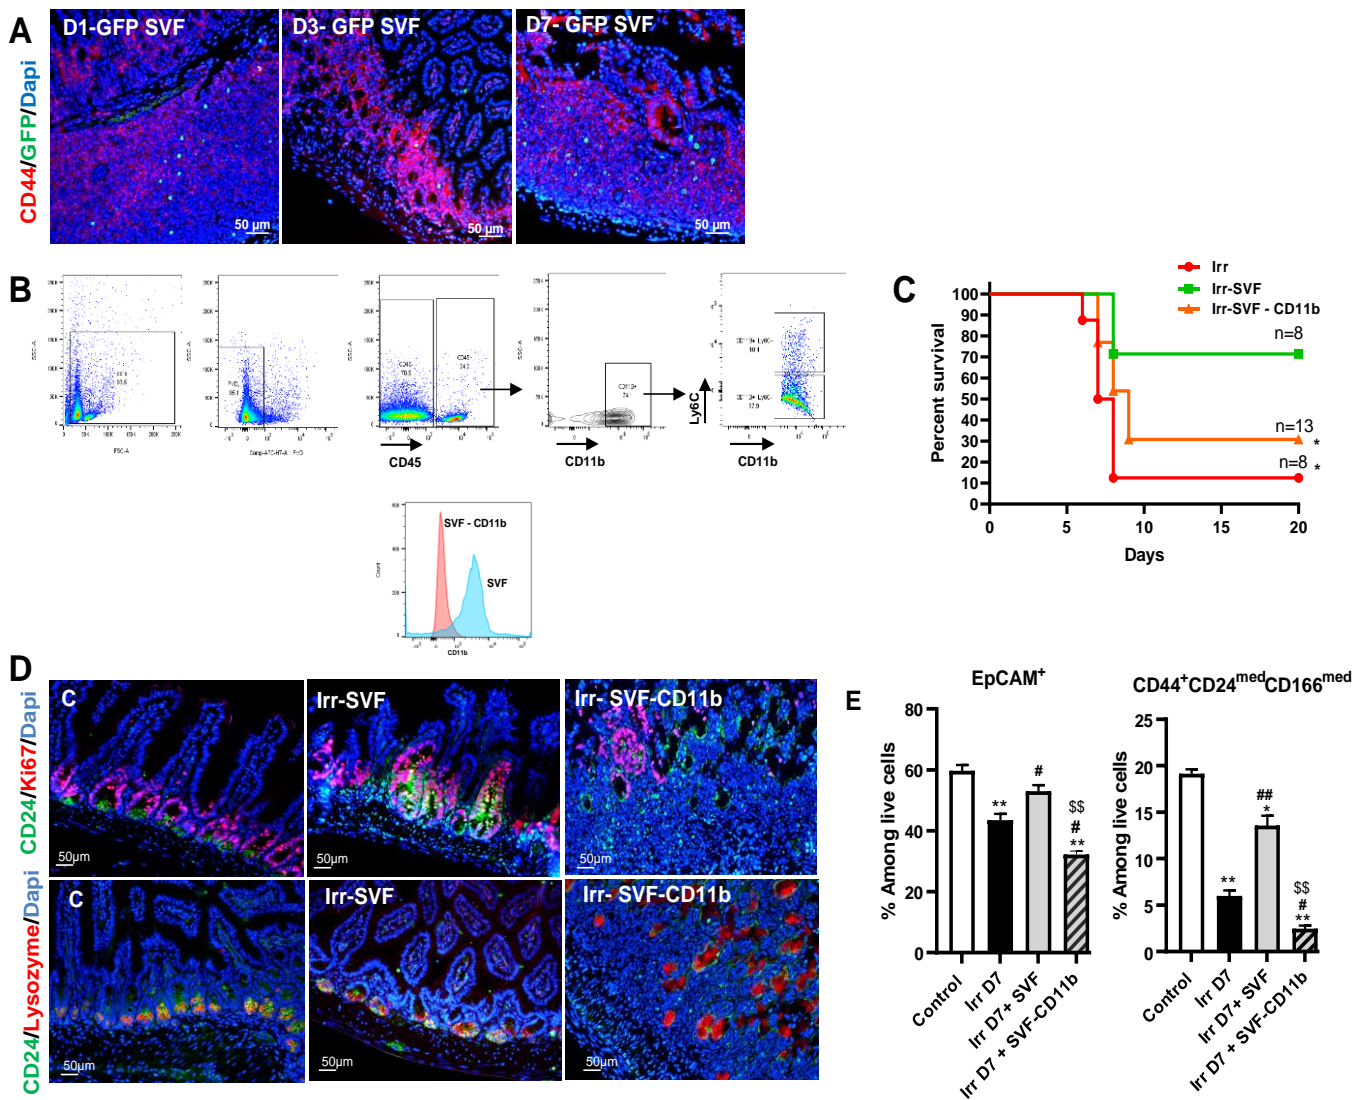 A
CD44/GFP/Dapi
D1-GFP SVF
D3- GFP SVF
D7- GFP SVF
50 µm
50 µm
50 µm
B
SSC-A
FSC-A
SSC-A
CD45
CD11b
Ly6C
CD11b
SVF - CD11b
SVF
Count
CD11b
C
Irr
Irr-SVF
Irr-SVF - CD11b
Percent survival
100
90
80
70
60
50
40
30
20
10
0
n=8
n=13
*
n=8
*
0
5
10
15
20
Days
D
CD24/Ki67/Dapi
C
Irr-SVF
Irr- SVF-CD11b
50µm
50µm
50µm
CD24/Lysozyme/Dapi
C
Irr-SVF
Irr- SVF-CD11b
50µm
50µm
50µm
E
EpCAM+
% Among live cells
80
60
40
20
0
**
#
$$
#
**
Control
Irr D7
Irr D7+ SVF
Irr D7 + SVF-CD11b
CD44+CD24medCD166med
% Among live cells
25
20
15
10
5
0
**
##
*
$$
#
**
Control
Irr D7
Irr D7+ SVF
Irr D7 + SVF-CD11b